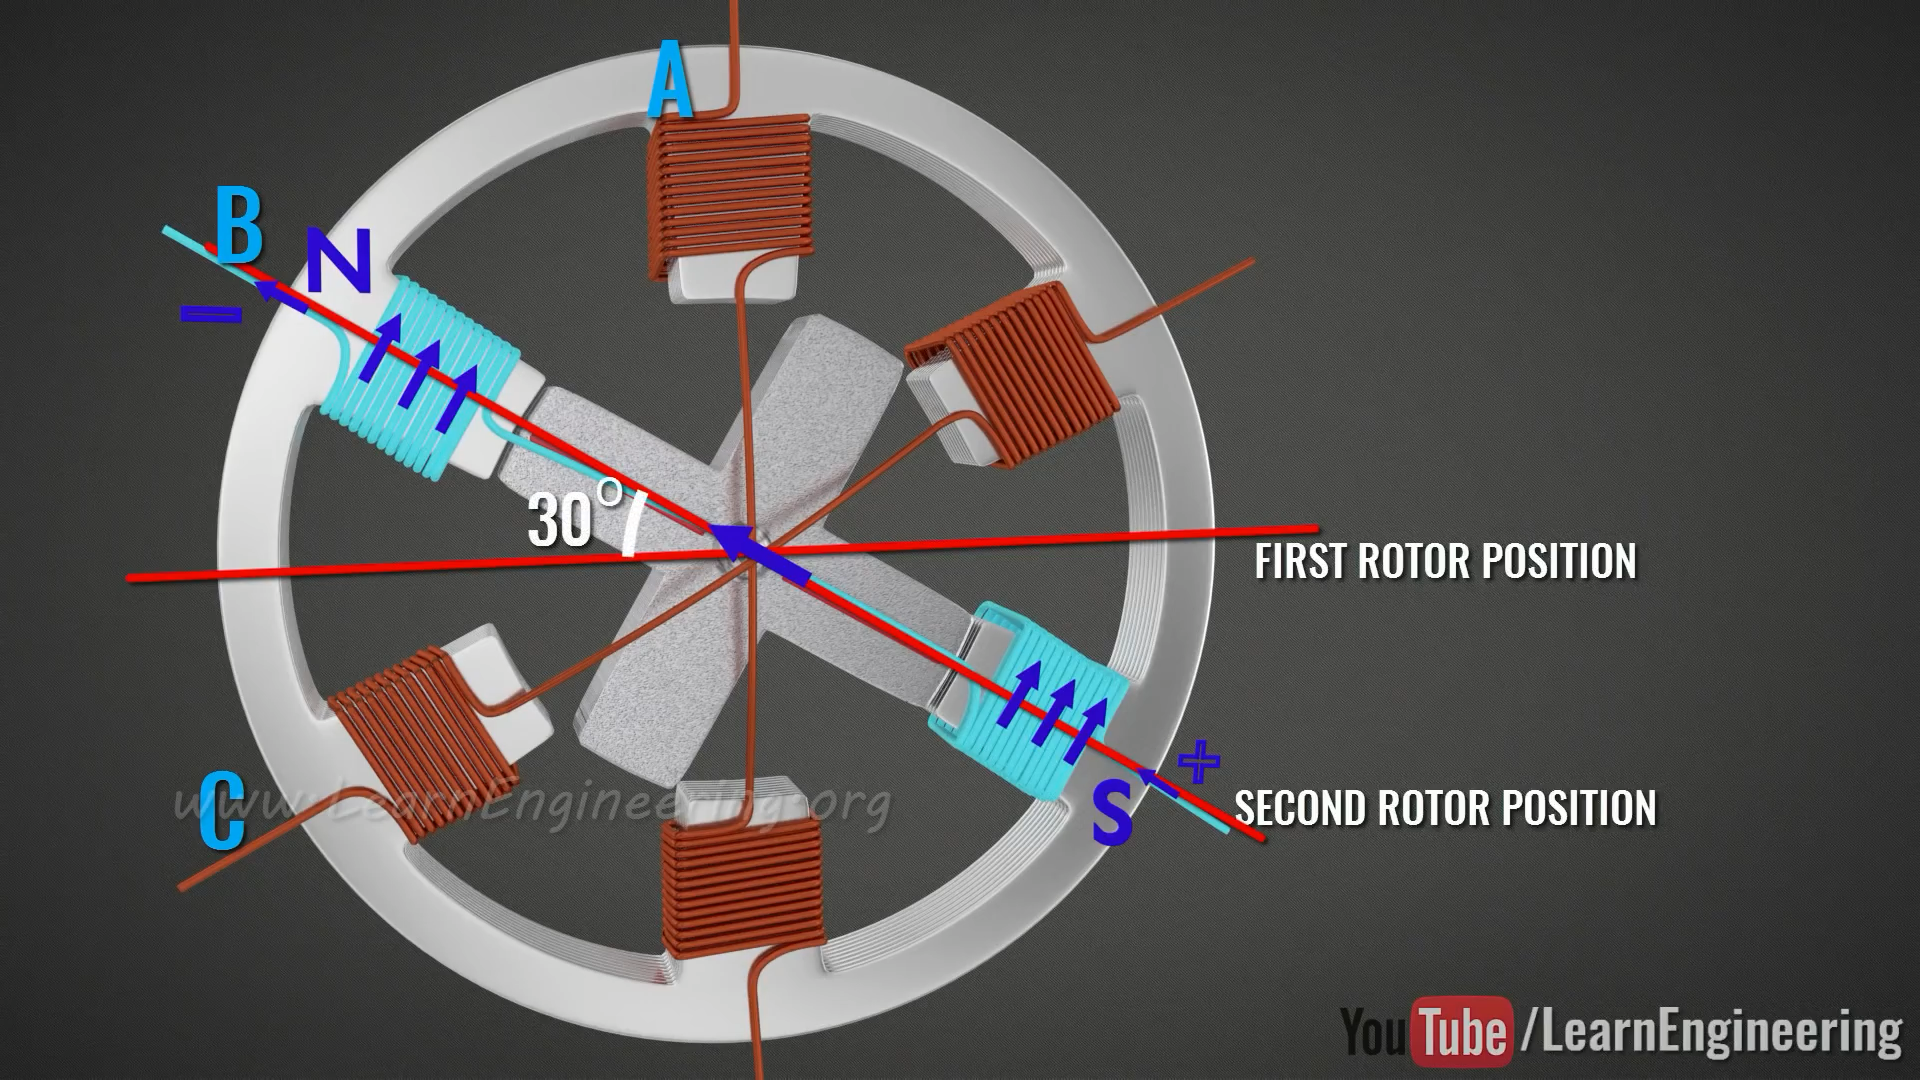 A
B
N
−
30°
FIRST ROTOR POSITION
+
C
www.LearnEngineering.org
S
SECOND ROTOR POSITION
YouTube/LearnEngineering